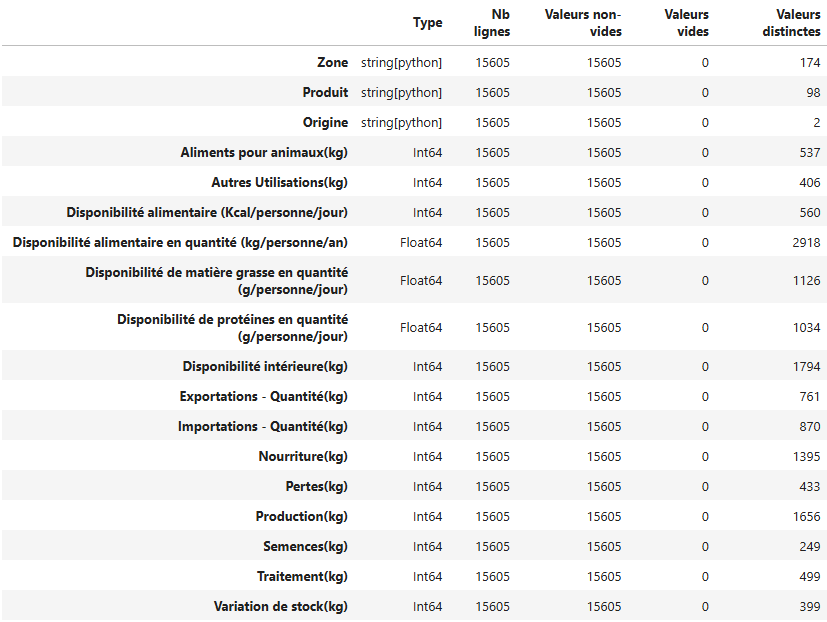 Type Nb lignes Valeurs non-vides Valeurs vides Valeurs distinctes
Zone string[python] 15605 15605 0 174
Produit string[python] 15605 15605 0 98
Origine string[python] 15605 15605 0 2
Aliments pour animaux(kg) Int64 15605 15605 0 537
Autres Utilisations(kg) Int64 15605 15605 0 406
Disponibilité alimentaire (Kcal/personne/jour) Int64 15605 15605 0 560
Disponibilité alimentaire en quantité (kg/personne/an) Float64 15605 15605 0 2918
Disponibilité de matière grasse en quantité (g/personne/jour) Float64 15605 15605 0 1126
Disponibilité de protéines en quantité (g/personne/jour) Float64 15605 15605 0 1034
Disponibilité intérieure(kg) Int64 15605 15605 0 1794
Exportations - Quantité(kg) Int64 15605 15605 0 761
Importations - Quantité(kg) Int64 15605 15605 0 870
Nourriture(kg) Int64 15605 15605 0 1395
Pertes(kg) Int64 15605 15605 0 433
Production(kg) Int64 15605 15605 0 1656
Semences(kg) Int64 15605 15605 0 249
Traitement(kg) Int64 15605 15605 0 499
Variation de stock(kg) Int64 15605 15605 0 399